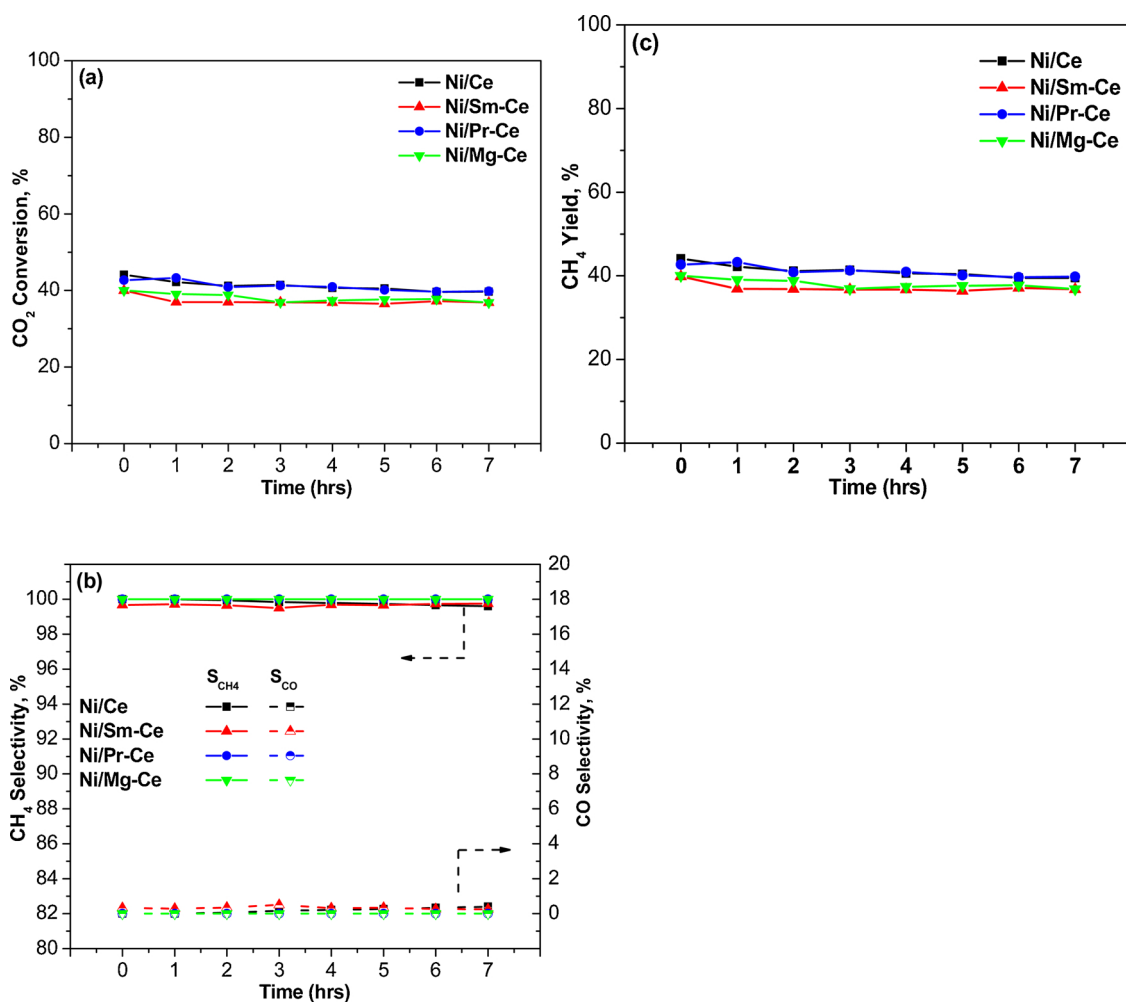 (a)
Ni/Ce
Ni/Sm-Ce
Ni/Pr-Ce
Ni/Mg-Ce
CO₂ Conversion, %
100
80
60
40
20
0
0 1 2 3 4 5 6 7
Time (hrs)
(c)
Ni/Ce
Ni/Sm-Ce
Ni/Pr-Ce
Ni/Mg-Ce
CH₄ Yield, %
100
80
60
40
20
0
0 1 2 3 4 5 6 7
Time (hrs)
(b)
S_CH4 S_CO
Ni/Ce
Ni/Sm-Ce
Ni/Pr-Ce
Ni/Mg-Ce
CH₄ Selectivity, %
100
98
96
94
92
90
88
86
84
82
80
CO Selectivity, %
20
18
16
14
12
10
8
6
4
2
0
0 1 2 3 4 5 6 7
Time (hrs)